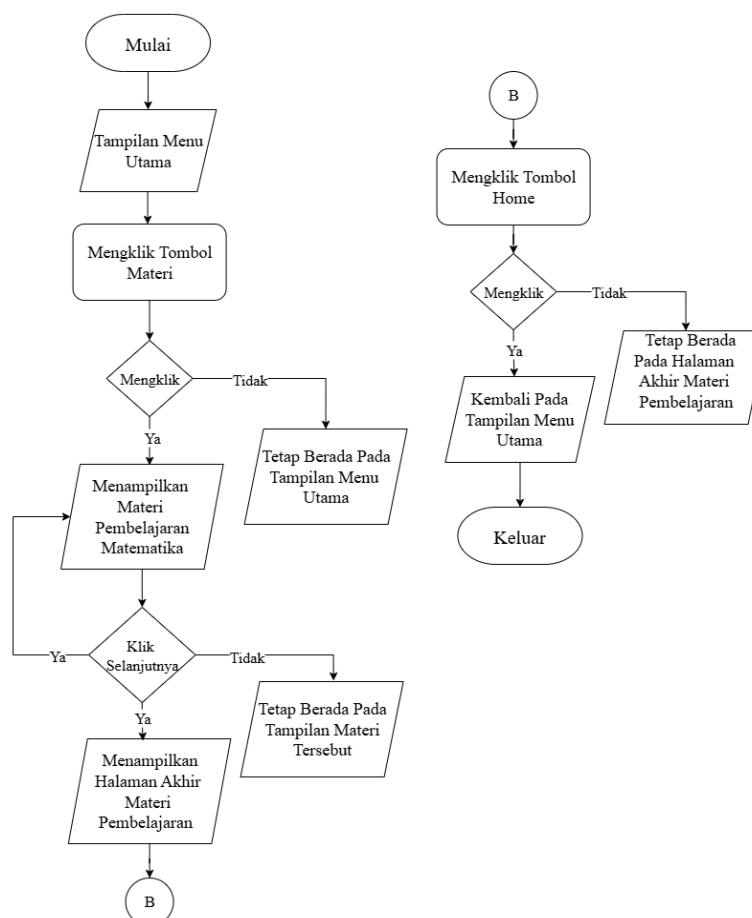 Mulai
Tampilan Menu
Utama
Mengklik Tombol
Materi
Mengklik
Tidak
Ya
Tetap Berada Pada
Tampilan Menu
Utama
Menampilkan
Materi
Pembelajaran
Matematika
Klik
Selanjutnya
Ya
Tidak
Ya
Tetap Berada Pada
Tampilan Materi
Tersebut
Menampilkan
Halaman Akhir
Materi
Pembelajaran
B
B
Mengklik Tombol
Home
Mengklik
Tidak
Ya
Tetap Berada
Pada Halaman
Akhir Materi
Pembelajaran
Kembali Pada
Tampilan Menu
Utama
Keluar